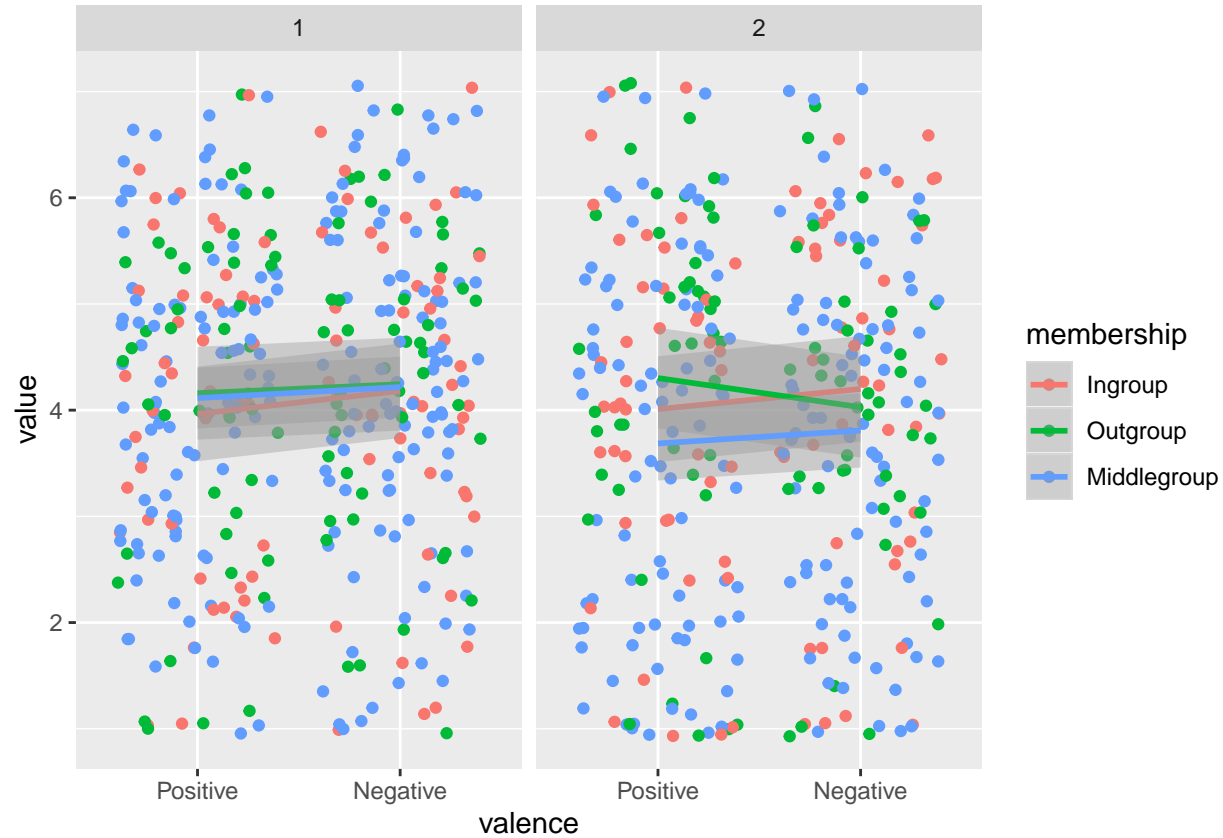 1
2
6
4
2
value
Positive
Negative
Positive
Negative
valence
membership
Ingroup
Outgroup
Middlegroup